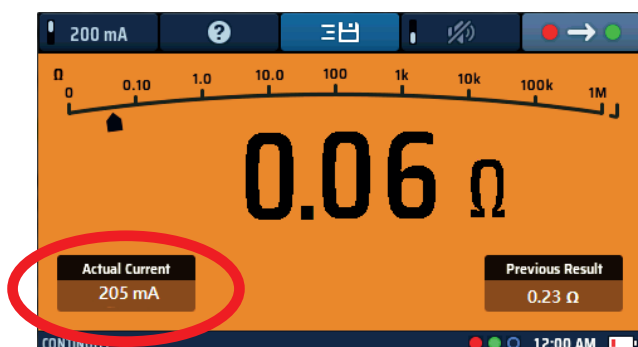 200 mA ?
Ω 0 0.10 1.0 10.0 100 1k 10k 100k 1M
0.06 Ω
Actual Current
205 mA
Previous Result
0.23 Ω
12:00 AM